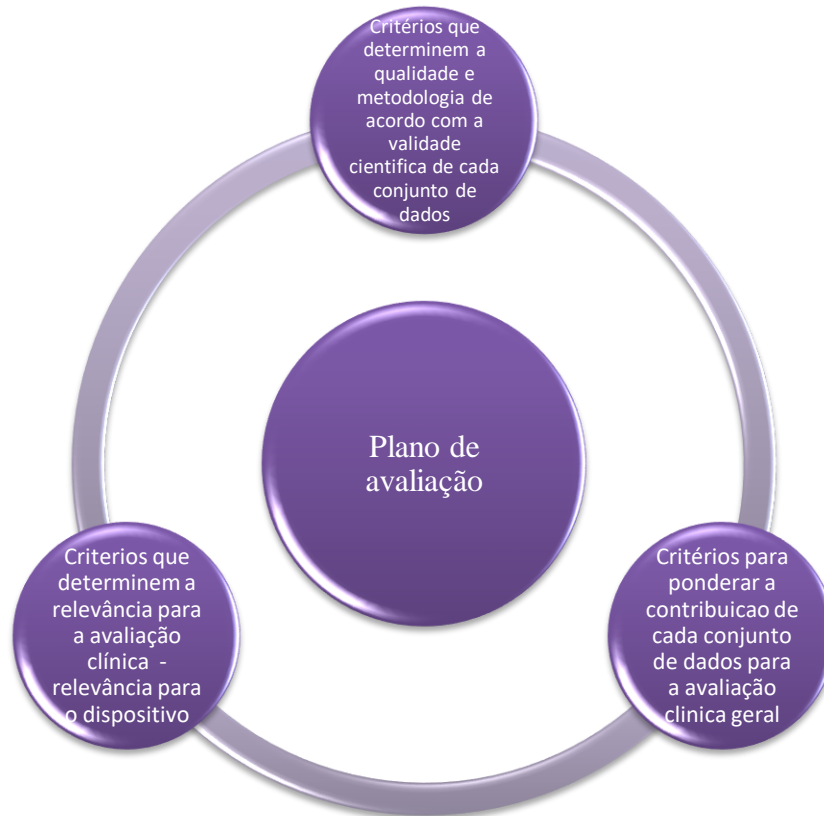 Critérios que
determinem a
qualidade e
metodologia de
acordo com a
validade
cientifica de cada
conjunto de
dados
Plano de
avaliação
Criterios que
determinem a
relevância para
a avaliação
clínica -
relevância para
o dispositivo
Critérios para
ponderar a
contribuicao de
cada conjunto
de dados para
a avaliação
clinica geral